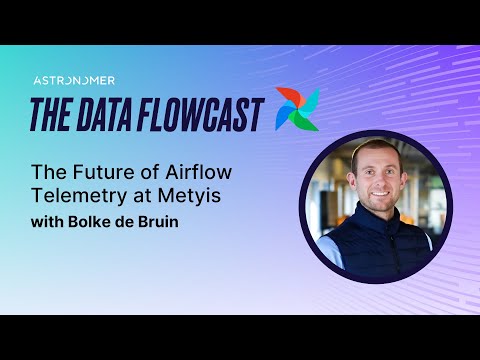 ASTRONOMER
THE DATA FLOWCAST
The Future of Airflow
Telemetry at Metyis
with Bolke de Bruin